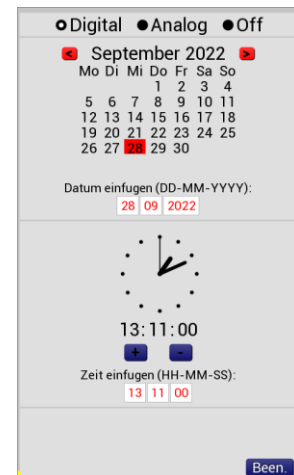 Digital Analog Off
< September 2022 >
Mo Di Mi Do Fr Sa So
1 2 3 4
5 6 7 8 9 10 11
12 13 14 15 16 17 18
19 20 21 22 23 24 25
26 27 28 29 30
Datum einfugen (DD-MM-YYYY):
28 09 2022
13:11:00
+ -
Zeit einfugen (HH-MM-SS):
13 11 00
Been.